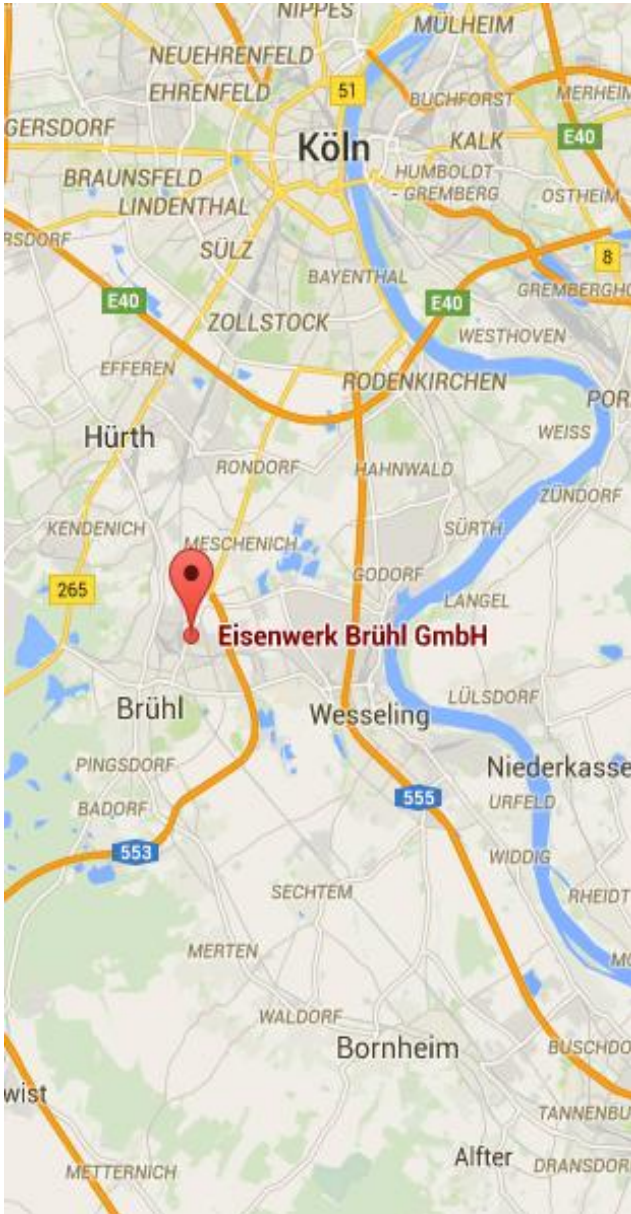 NIPPES
MÜLHEIM
NEUEHRENFELD
EHRENFELD
51
BUCHFORST
MERHEIM
GERSDORF
Köln
KALK
E40
BRAUNSFELD
HUMBOLDT
- GREMBERG
OSTHEIM
LINDENTHAL
RSDORF
SÜLZ
8
BAYENTHAL
GREMBERGHO
E40
E40
ZOLLSTOCK
WESTHOVEN
EFFEREN
RODENKIRCHEN
POR
Hürth
WEISS
RONDORF
HAHNWALD
ZÜNDORF
KENDENICH
SÜRTH
MESCHENICH
GODORF
265
LANGEL
Eisenwerk Brühl GmbH
LÜLSDORF
Brühl
Wesseling
PINGSDORF
Niederkasse
555
BADORF
URFELD
553
WIDDIG
SECHTEM
RHEIDT
MERTEN
MO
WALDORF
Bornheim
BUSCHDO
wist
TANNENBU
Alfter
DRANSDOR
METTERNICH